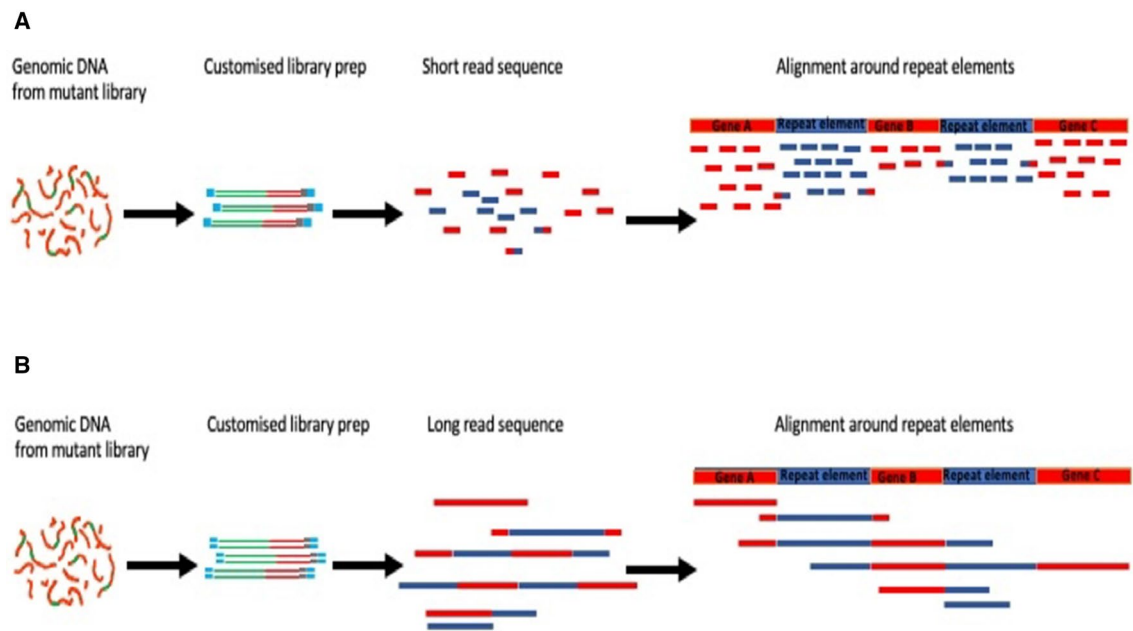 A
Genomic DNA
from mutant library
Customised library prep
Short read sequence
Alignment around repeat elements
Gene A
Repeat element
Gene B
Repeat element
Gene C
B
Genomic DNA
from mutant library
Customised library prep
Long read sequence
Alignment around repeat elements
Gene A
Repeat element
Gene B
Repeat element
Gene C